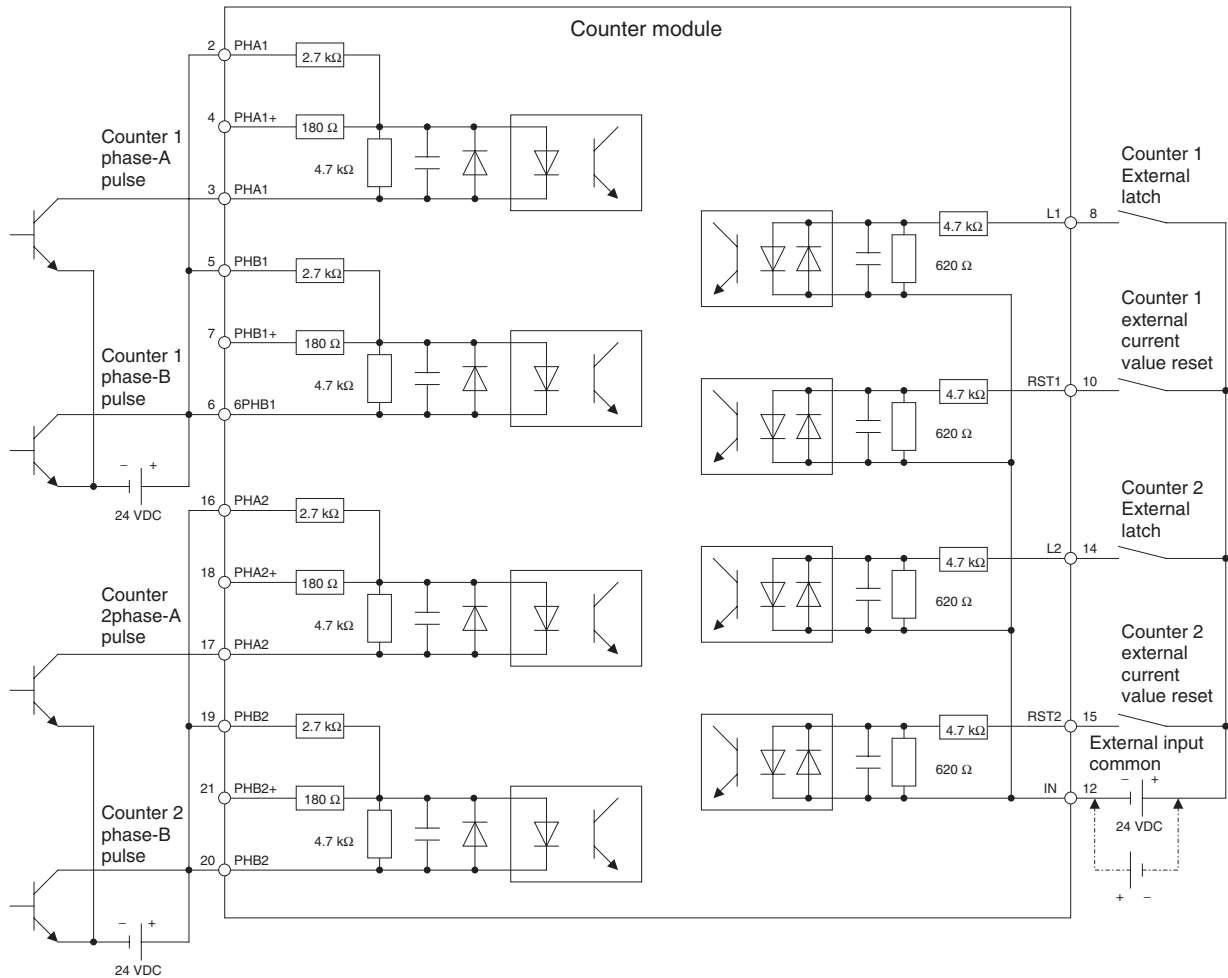 Counter module
2 PHA1
2.7 kΩ
4 PHA1+
180 Ω
Counter 1
phase-A
pulse
4.7 kΩ
3 PHA1
5 PHB1
2.7 kΩ
7 PHB1+
180 Ω
Counter 1
phase-B
pulse
4.7 kΩ
6 6PHB1
− +
24 VDC
16 PHA2
2.7 kΩ
18 PHA2+
180 Ω
Counter
2phase-A
pulse
4.7 kΩ
17 PHA2
19 PHB2
2.7 kΩ
21 PHB2+
180 Ω
Counter 2
phase-B
pulse
4.7 kΩ
20 PHB2
− +
24 VDC
Counter 1
External
latch
L1 8
4.7 kΩ
620 Ω
Counter 1
external
current
value reset
RST1 10
4.7 kΩ
620 Ω
Counter 2
External
latch
L2 14
4.7 kΩ
620 Ω
Counter 2
external
current
value reset
RST2 15
4.7 kΩ
620 Ω
External input
common
IN 12
− +
24 VDC
+ −